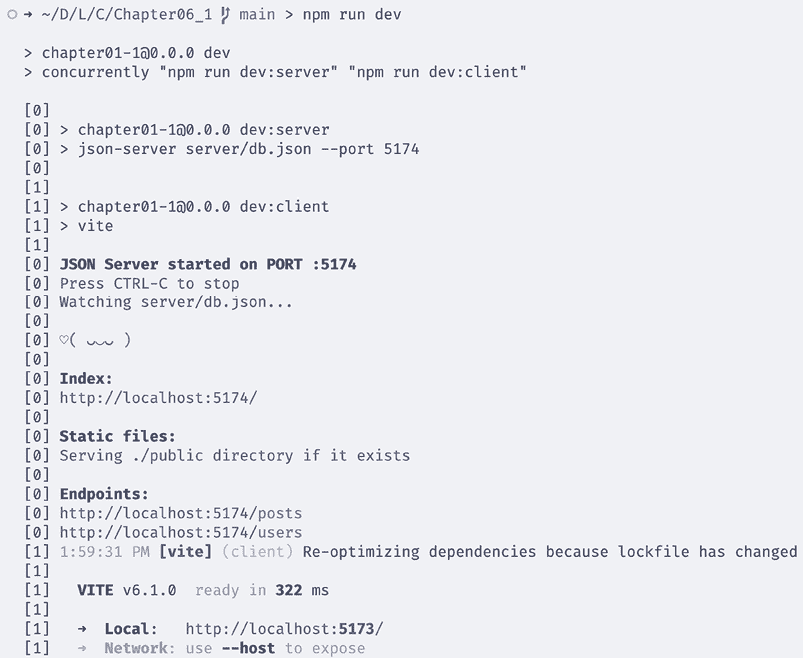 ○ → ~/D/L/C/Chapter06_1 main > npm run dev
> chapter01-1@0.0.0 dev
> concurrently "npm run dev:server" "npm run dev:client"
[0]
[0] > chapter01-1@0.0.0 dev:server
[0] > json-server server/db.json --port 5174
[0]
[1]
[1] > chapter01-1@0.0.0 dev:client
[1] > vite
[1]
[0] JSON Server started on PORT :5174
[0] Press CTRL-C to stop
[0] Watching server/db.json...
[0]
[0] ♡( ◡‿◡ )
[0]
[0] Index:
[0] http://localhost:5174/
[0]
[0] Static files:
[0] Serving ./public directory if it exists
[0]
[0] Endpoints:
[0] http://localhost:5174/posts
[0] http://localhost:5174/users
[1] 1:59:31 PM [vite] (client) Re-optimizing dependencies because lockfile has changed
[1]
[1] VITE v6.1.0 ready in 322 ms
[1]
[1] ➜ Local: http://localhost:5173/
[1] ➜ Network: use --host to expose